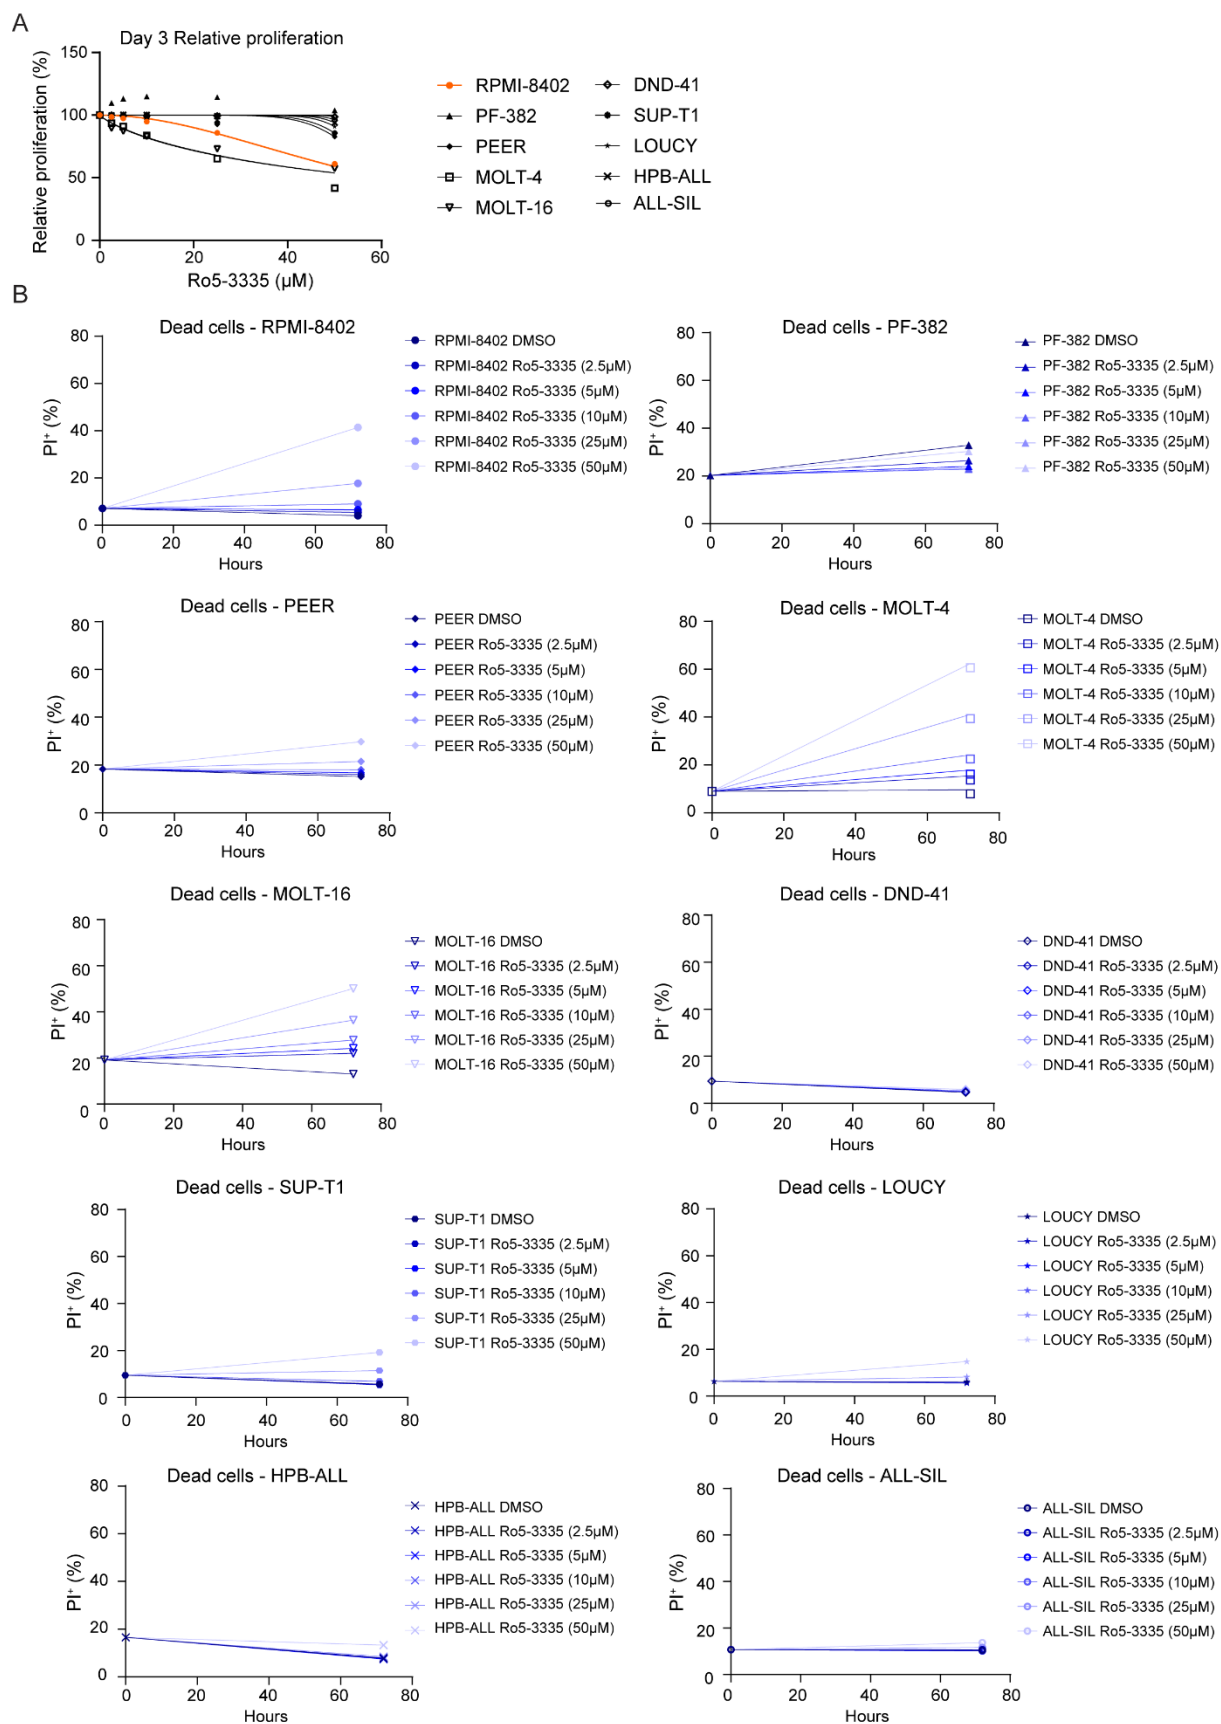 A
Day 3 Relative proliferation
Relative proliferation (%)
150
100
50
0
0 20 40 60
Ro5-3335 (µM)
RPMI-8402
PF-382
PEER
MOLT-4
MOLT-16
DND-41
SUP-T1
LOUCY
HPB-ALL
ALL-SIL
B
Dead cells - RPMI-8402
PI⁺ (%)
80
60
40
20
0
0 20 40 60 80
Hours
RPMI-8402 DMSO
RPMI-8402 Ro5-3335 (2.5µM)
RPMI-8402 Ro5-3335 (5µM)
RPMI-8402 Ro5-3335 (10µM)
RPMI-8402 Ro5-3335 (25µM)
RPMI-8402 Ro5-3335 (50µM)
Dead cells - PF-382
PI⁺ (%)
80
60
40
20
0
0 20 40 60 80
Hours
PF-382 DMSO
PF-382 Ro5-3335 (2.5µM)
PF-382 Ro5-3335 (5µM)
PF-382 Ro5-3335 (10µM)
PF-382 Ro5-3335 (25µM)
PF-382 Ro5-3335 (50µM)
Dead cells - PEER
PI⁺ (%)
80
60
40
20
0
0 20 40 60 80
Hours
PEER DMSO
PEER Ro5-3335 (2.5µM)
PEER Ro5-3335 (5µM)
PEER Ro5-3335 (10µM)
PEER Ro5-3335 (25µM)
PEER Ro5-3335 (50µM)
Dead cells - MOLT-4
PI⁺ (%)
80
60
40
20
0
0 20 40 60 80
Hours
MOLT-4 DMSO
MOLT-4 Ro5-3335 (2.5µM)
MOLT-4 Ro5-3335 (5µM)
MOLT-4 Ro5-3335 (10µM)
MOLT-4 Ro5-3335 (25µM)
MOLT-4 Ro5-3335 (50µM)
Dead cells - MOLT-16
PI⁺ (%)
80
60
40
20
0
0 20 40 60 80
Hours
MOLT-16 DMSO
MOLT-16 Ro5-3335 (2.5µM)
MOLT-16 Ro5-3335 (5µM)
MOLT-16 Ro5-3335 (10µM)
MOLT-16 Ro5-3335 (25µM)
MOLT-16 Ro5-3335 (50µM)
Dead cells - DND-41
PI⁺ (%)
80
60
40
20
0
0 20 40 60 80
Hours
DND-41 DMSO
DND-41 Ro5-3335 (2.5µM)
DND-41 Ro5-3335 (5µM)
DND-41 Ro5-3335 (10µM)
DND-41 Ro5-3335 (25µM)
DND-41 Ro5-3335 (50µM)
Dead cells - SUP-T1
PI⁺ (%)
80
60
40
20
0
0 20 40 60 80
Hours
SUP-T1 DMSO
SUP-T1 Ro5-3335 (2.5µM)
SUP-T1 Ro5-3335 (5µM)
SUP-T1 Ro5-3335 (10µM)
SUP-T1 Ro5-3335 (25µM)
SUP-T1 Ro5-3335 (50µM)
Dead cells - LOUCY
PI⁺ (%)
80
60
40
20
0
0 20 40 60 80
Hours
LOUCY DMSO
LOUCY Ro5-3335 (2.5µM)
LOUCY Ro5-3335 (5µM)
LOUCY Ro5-3335 (10µM)
LOUCY Ro5-3335 (25µM)
LOUCY Ro5-3335 (50µM)
Dead cells - HPB-ALL
PI⁺ (%)
80
60
40
20
0
0 20 40 60 80
Hours
HPB-ALL DMSO
HPB-ALL Ro5-3335 (2.5µM)
HPB-ALL Ro5-3335 (5µM)
HPB-ALL Ro5-3335 (10µM)
HPB-ALL Ro5-3335 (25µM)
HPB-ALL Ro5-3335 (50µM)
Dead cells - ALL-SIL
PI⁺ (%)
80
60
40
20
0
0 20 40 60 80
Hours
ALL-SIL DMSO
ALL-SIL Ro5-3335 (2.5µM)
ALL-SIL Ro5-3335 (5µM)
ALL-SIL Ro5-3335 (10µM)
ALL-SIL Ro5-3335 (25µM)
ALL-SIL Ro5-3335 (50µM)